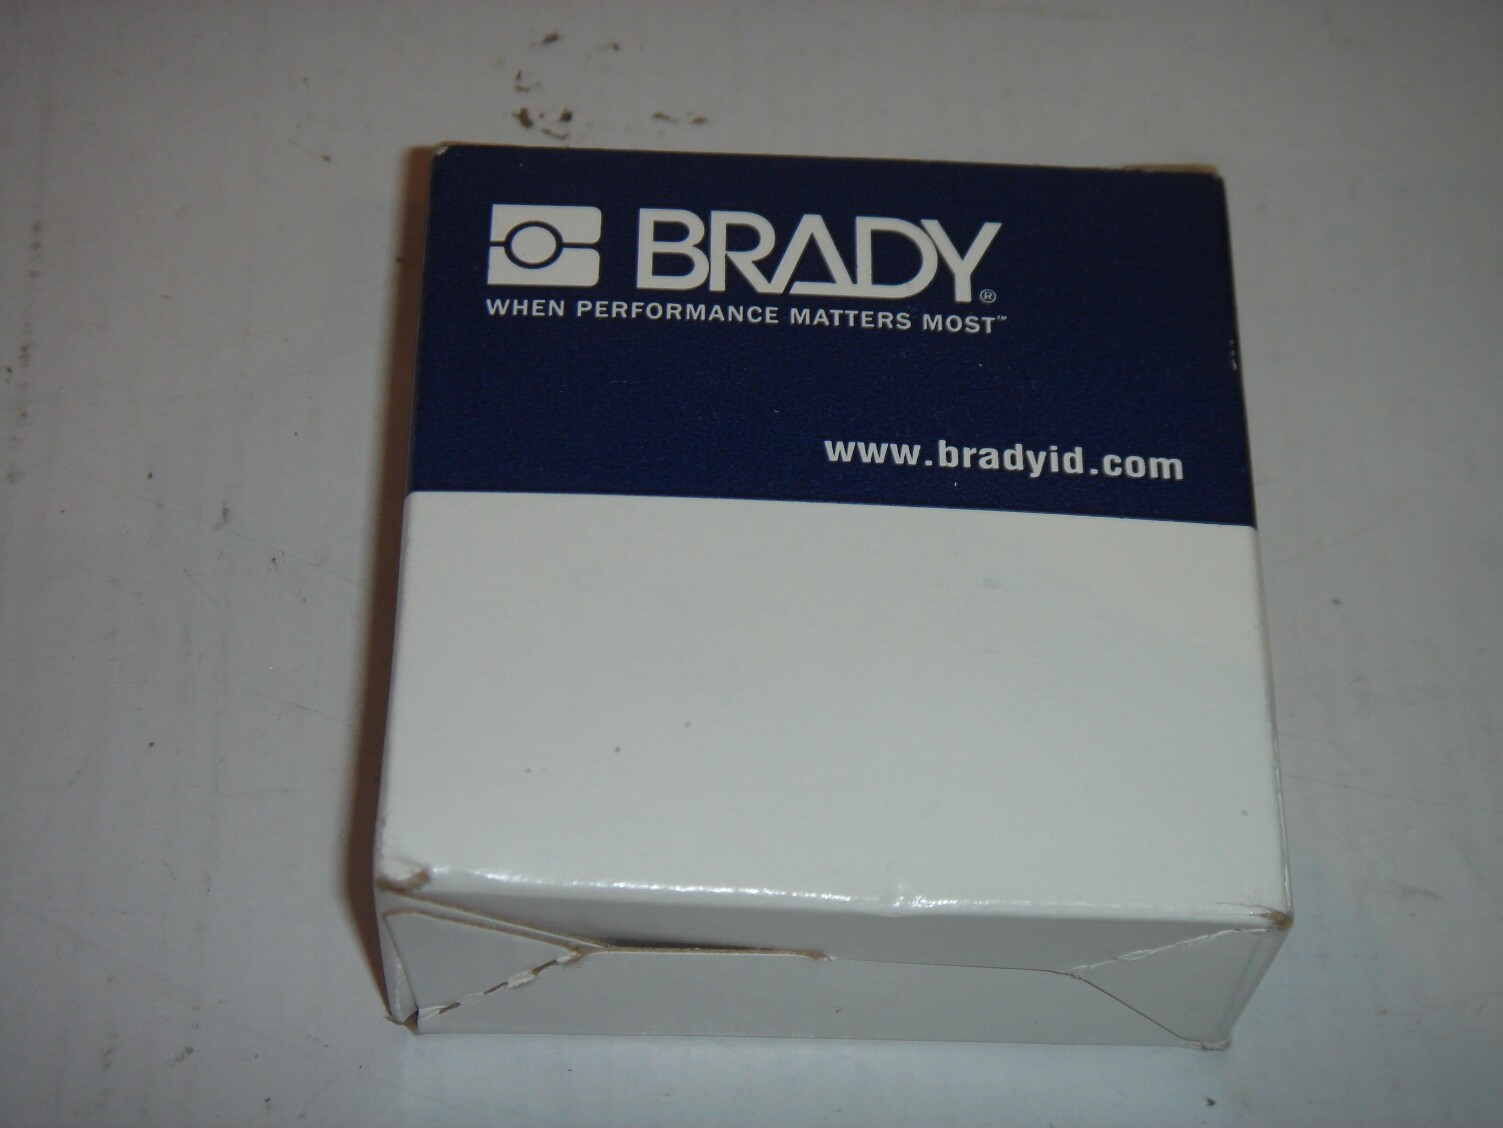 BRADY®
WHEN PERFORMANCE MATTERS MOST™
www.bradyid.com